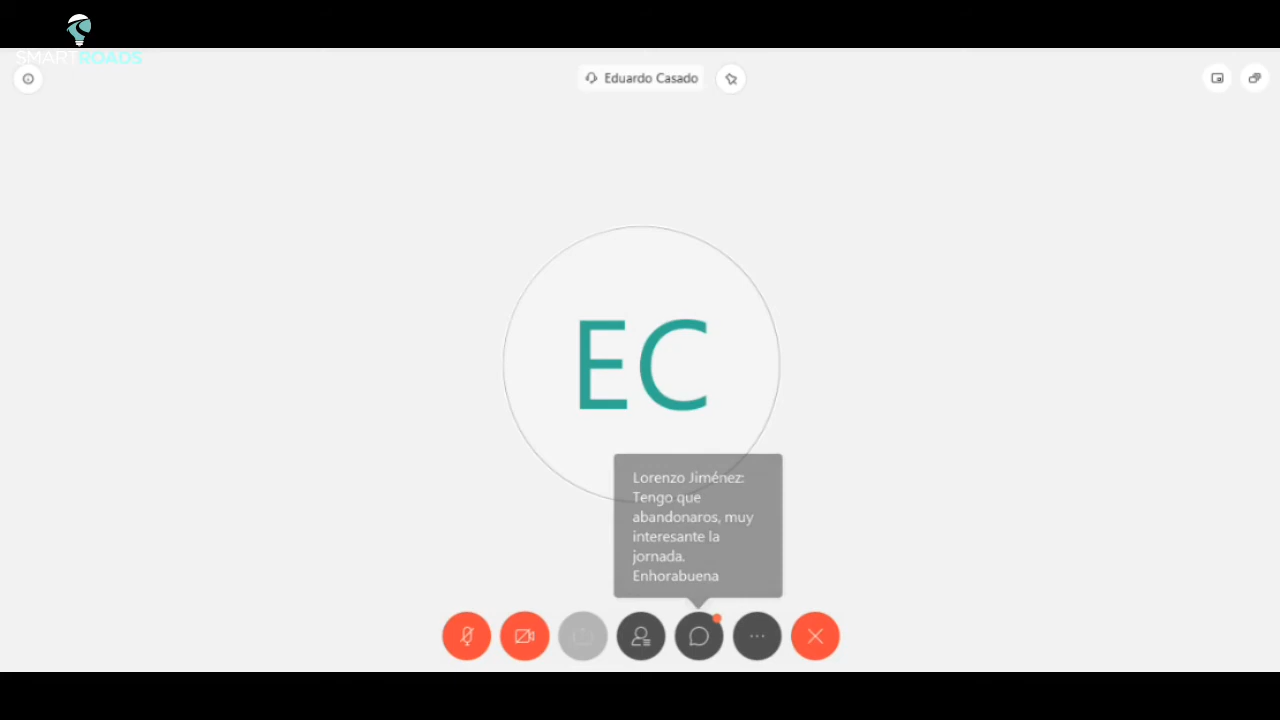 SMARTROADS
Eduardo Casado
EC
Lorenzo Jiménez:
Tengo que
abandonaros, muy
interesante la
jornada.
Enhorabuena